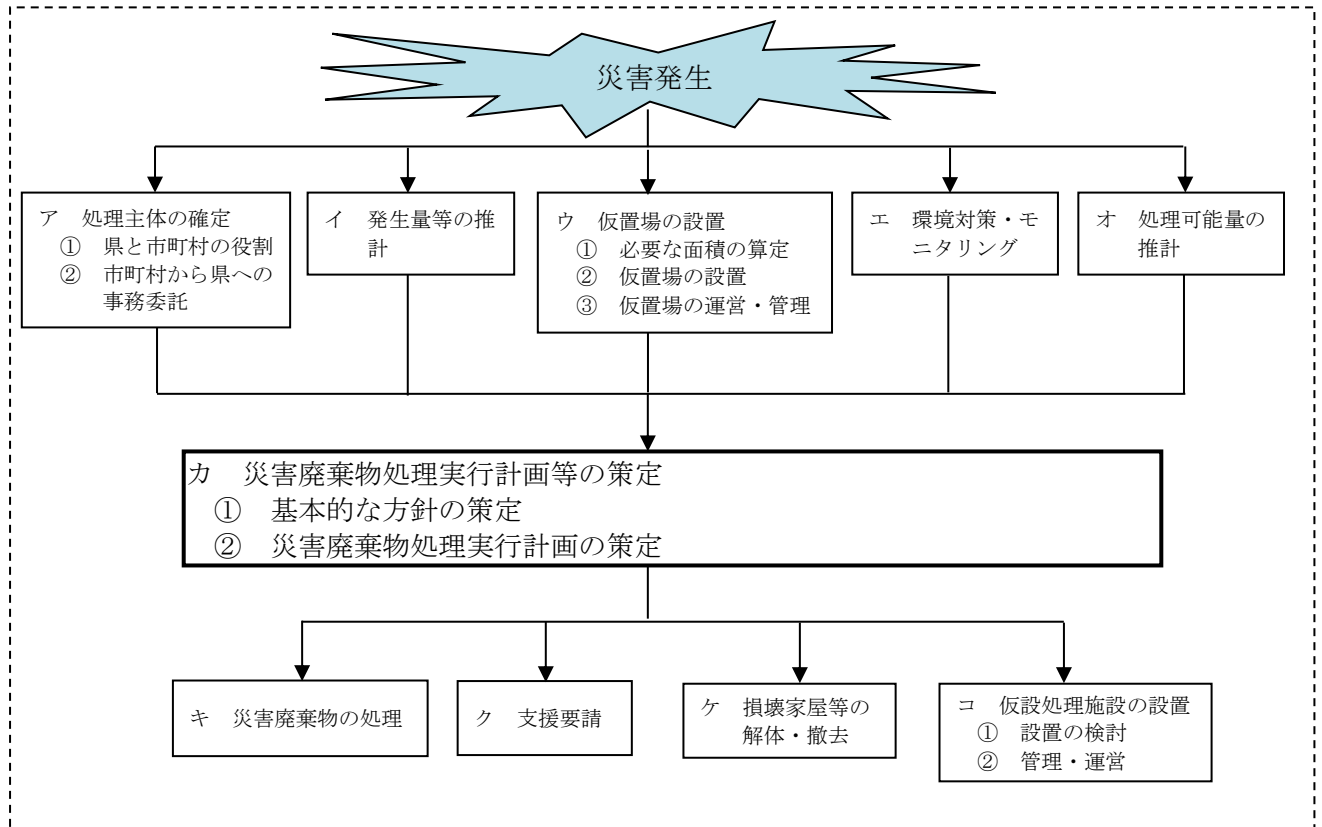 災害発生
ア　処理主体の確定
①　県と市町村の役割
②　市町村から県への
事務委託
イ　発生量等の推
計
ウ　仮置場の設置
①　必要な面積の算定
②　仮置場の設置
③　仮置場の運営・管理
エ　環境対策・モ
ニタリング
オ　処理可能量の
推計
カ　災害廃棄物処理実行計画等の策定
①　基本的な方針の策定
②　災害廃棄物処理実行計画の策定
キ　災害廃棄物の処理
ク　支援要請
ケ　損壊家屋等の
解体・撤去
コ　仮設処理施設の設置
①　設置の検討
②　管理・運営